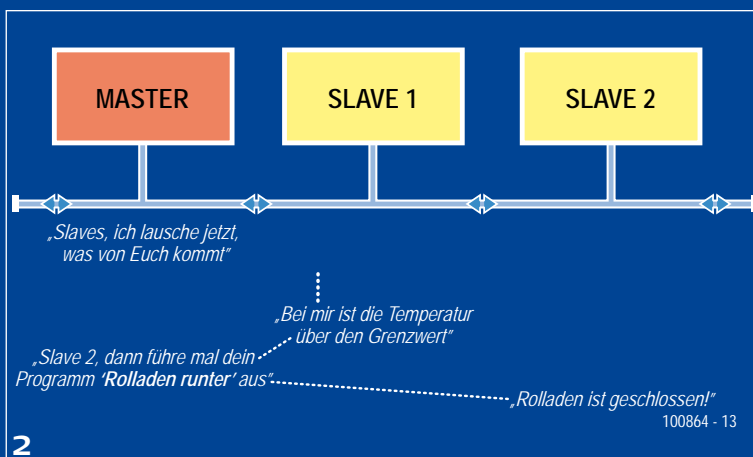 MASTER
SLAVE 1
SLAVE 2
„Slaves, ich lausche jetzt,
was von Euch kommt"
„Bei mir ist die Temperatur
über den Grenzwert"
„Slave 2, dann führe mal dein
Programm ‘Rolladen runter’ aus"
„Rolladen ist geschlossen!"
100864 - 13
2